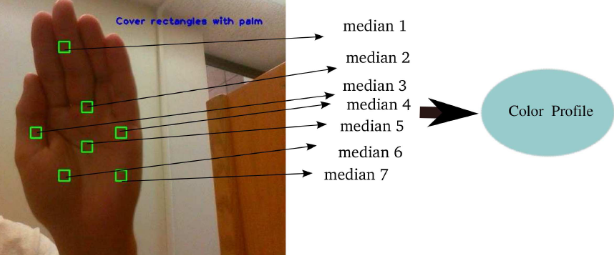 Cover rectangles with palm
median 1
median 2
median 3
median 4
median 5
median 6
median 7
Color Profile